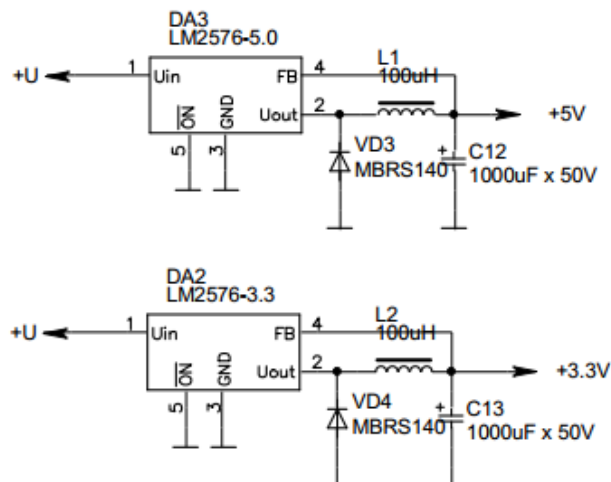 DA3
LM2576-5.0
L1
100uH
+U
1
Uin
FB
4
Uout
2
+5V
ON
GND
5
3
VD3
MBRS140
+
C12
1000uF x 50V
DA2
LM2576-3.3
L2
100uH
+U
1
Uin
FB
4
Uout
2
+3.3V
ON
GND
5
3
VD4
MBRS140
+
C13
1000uF x 50V